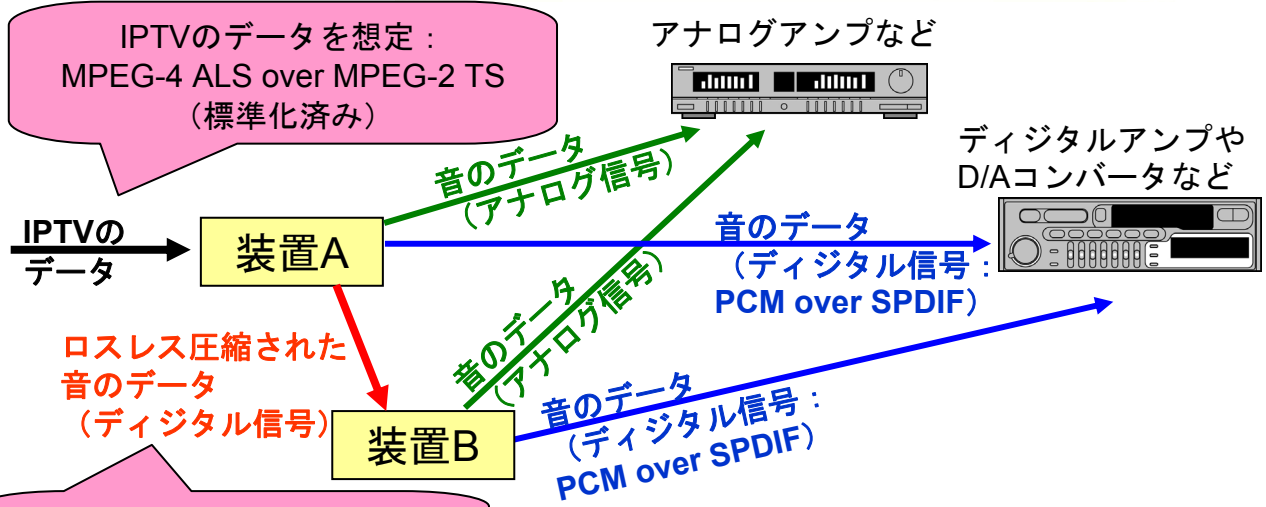 IPTVのデータを想定：
MPEG-4 ALS over MPEG-2 TS
（標準化済み）
アナログアンプなど
ディジタルアンプや
D/Aコンバータなど
音のデータ
（アナログ信号）
IPTVの
データ
装置A
音のデータ
（ディジタル信号：
PCM over SPDIF）
音のデータ
（アナログ信号）
ロスレス圧縮された
音のデータ
（ディジタル信号）
装置B
音のデータ
（ディジタル信号：
PCM over SPDIF）